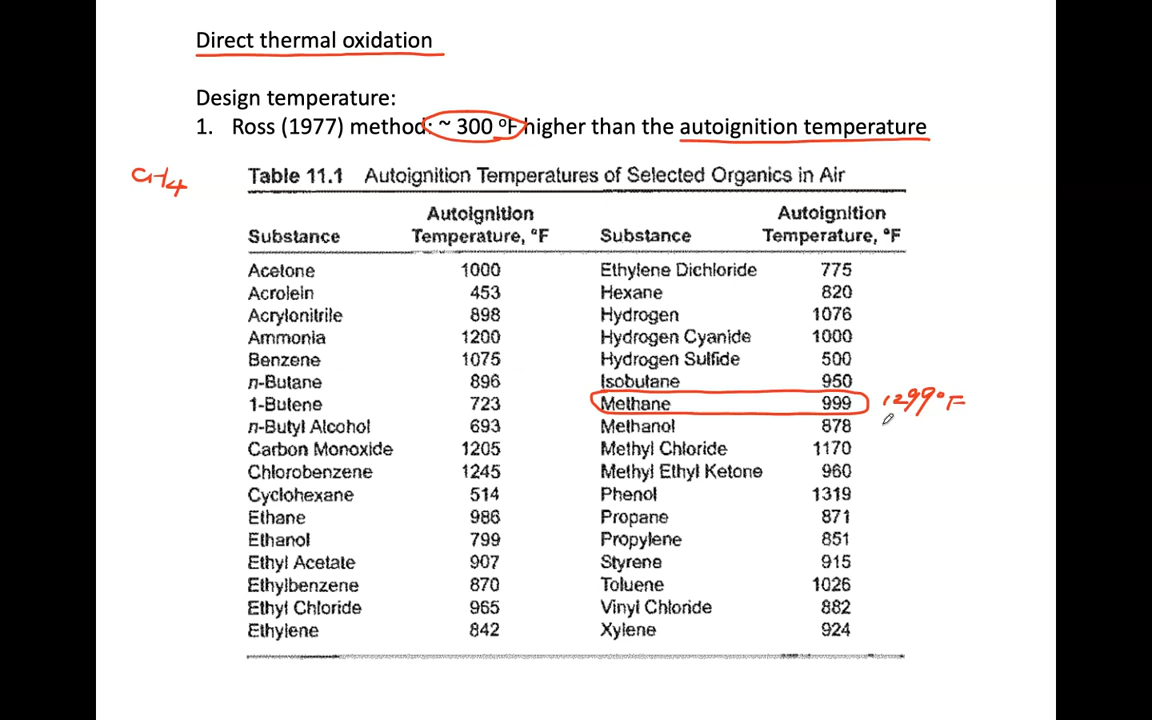 Direct thermal oxidation
Design temperature:
1. Ross (1977) method: ~ 300 °F higher than the autoignition temperature
CH4
Table 11.1 Autoignition Temperatures of Selected Organics in Air
Substance Autoignition Temperature, °F Substance Autoignition Temperature, °F
Acetone 1000 Ethylene Dichloride 775
Acrolein 453 Hexane 820
Acrylonitrile 898 Hydrogen 1076
Ammonia 1200 Hydrogen Cyanide 1000
Benzene 1075 Hydrogen Sulfide 500
n-Butane 896 Isobutane 950
1-Butene 723 Methane 999 1299°F
n-Butyl Alcohol 693 Methanol 878
Carbon Monoxide 1205 Methyl Chloride 1170
Chlorobenzene 1245 Methyl Ethyl Ketone 960
Cyclohexane 514 Phenol 1319
Ethane 986 Propane 871
Ethanol 799 Propylene 851
Ethyl Acetate 907 Styrene 915
Ethylbenzene 870 Toluene 1026
Ethyl Chloride 965 Vinyl Chloride 882
Ethylene 842 Xylene 924